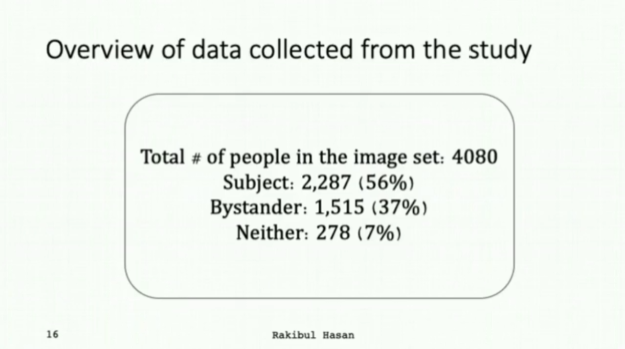 Overview of data collected from the study
Total # of people in the image set: 4080
Subject: 2,287 (56%)
Bystander: 1,515 (37%)
Neither: 278 (7%)
16
Rakibul Hasan